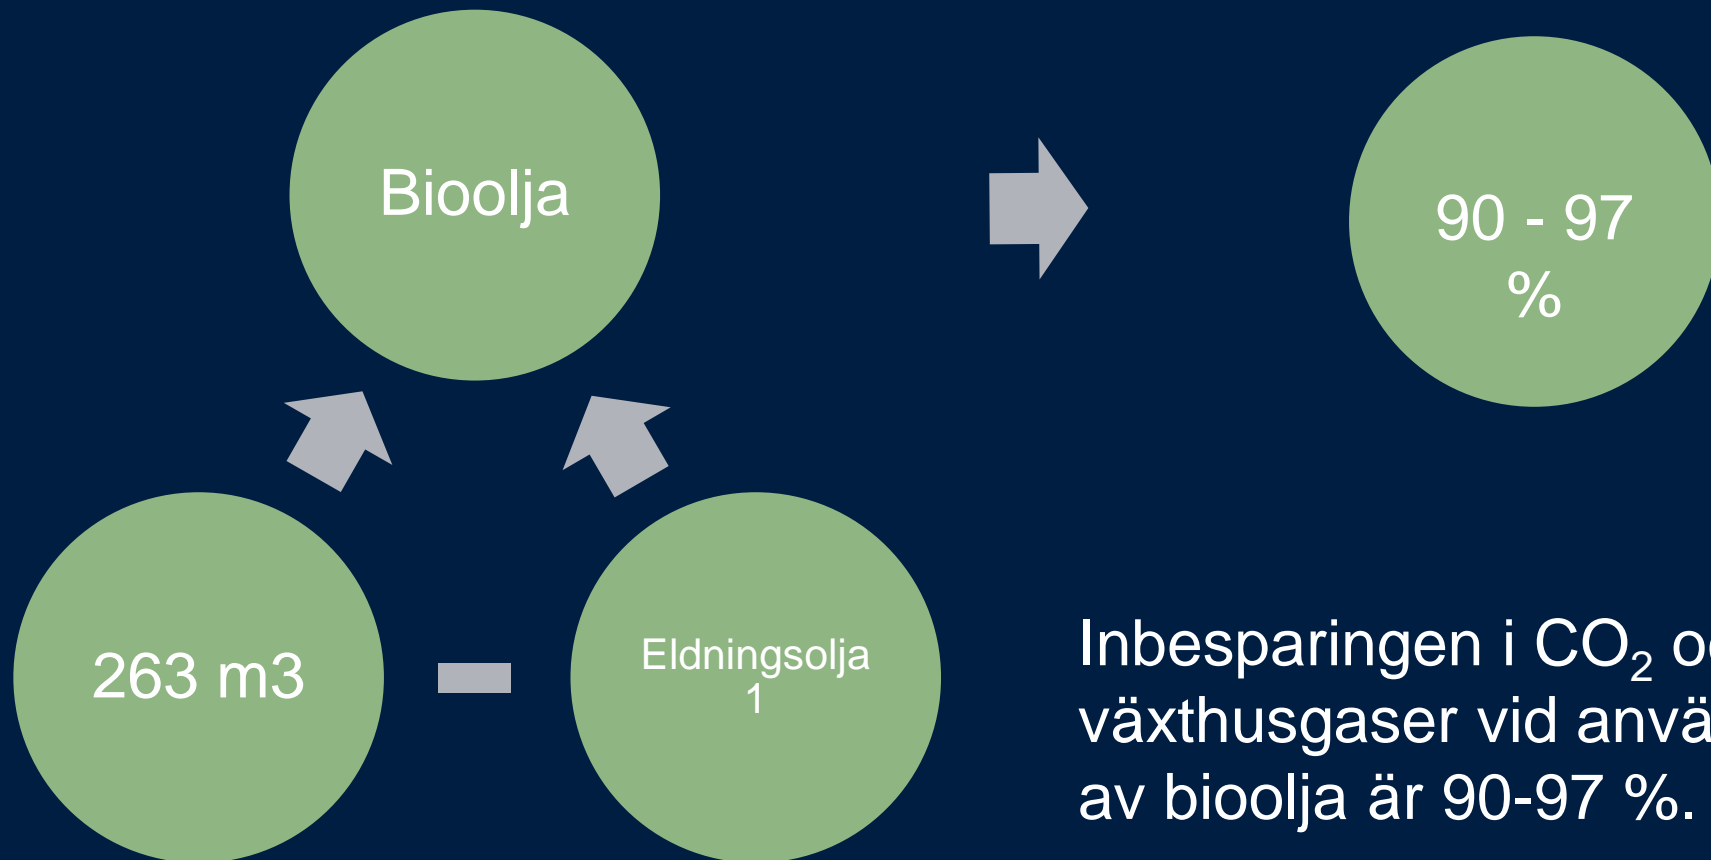 Bioolja
90 - 97
%
263 m3
Eldningsolja
1
Inbesparingen i CO₂
växthusgaser vid
av bioolja är 90-97 %.